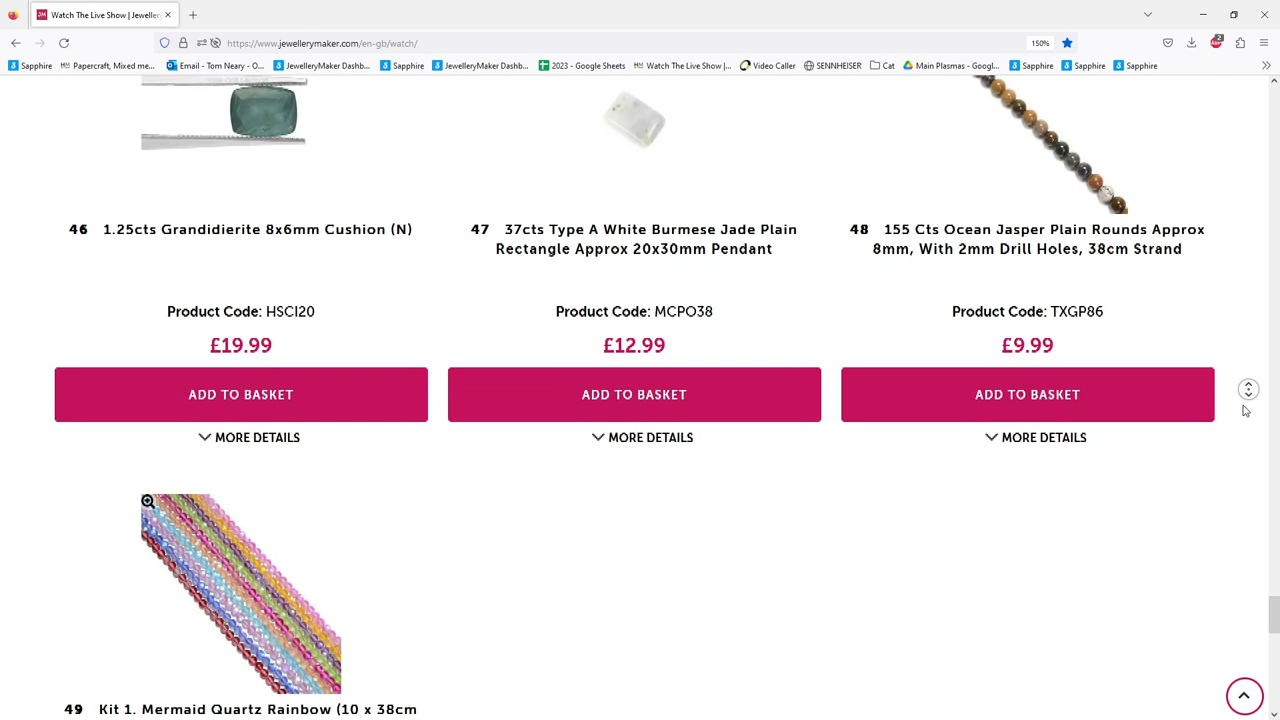 Watch The Live Show | Jeweller
https://www.jewellerymaker.com/en-gb/watch/
150%
2
Sapphire Papercraft, Mixed me... Email - Tom Neary - O... JewelleryMaker Dashb... Sapphire JewelleryMaker Dashb... 2023 - Google Sheets Watch The Live Show |... Video Caller SENNHEISER Cat Main Plasmas - Googl... Sapphire Sapphire Sapphire
46 1.25cts Grandidierite 8x6mm Cushion (N)
Product Code: HSCI20
£19.99
ADD TO BASKET
MORE DETAILS
47 37cts Type A White Burmese Jade Plain
Rectangle Approx 20x30mm Pendant
Product Code: MCPO38
£12.99
ADD TO BASKET
MORE DETAILS
48 155 Cts Ocean Jasper Plain Rounds Approx
8mm, With 2mm Drill Holes, 38cm Strand
Product Code: TXGP86
£9.99
ADD TO BASKET
MORE DETAILS
49 Kit 1. Mermaid Quartz Rainbow (10 x 38cm